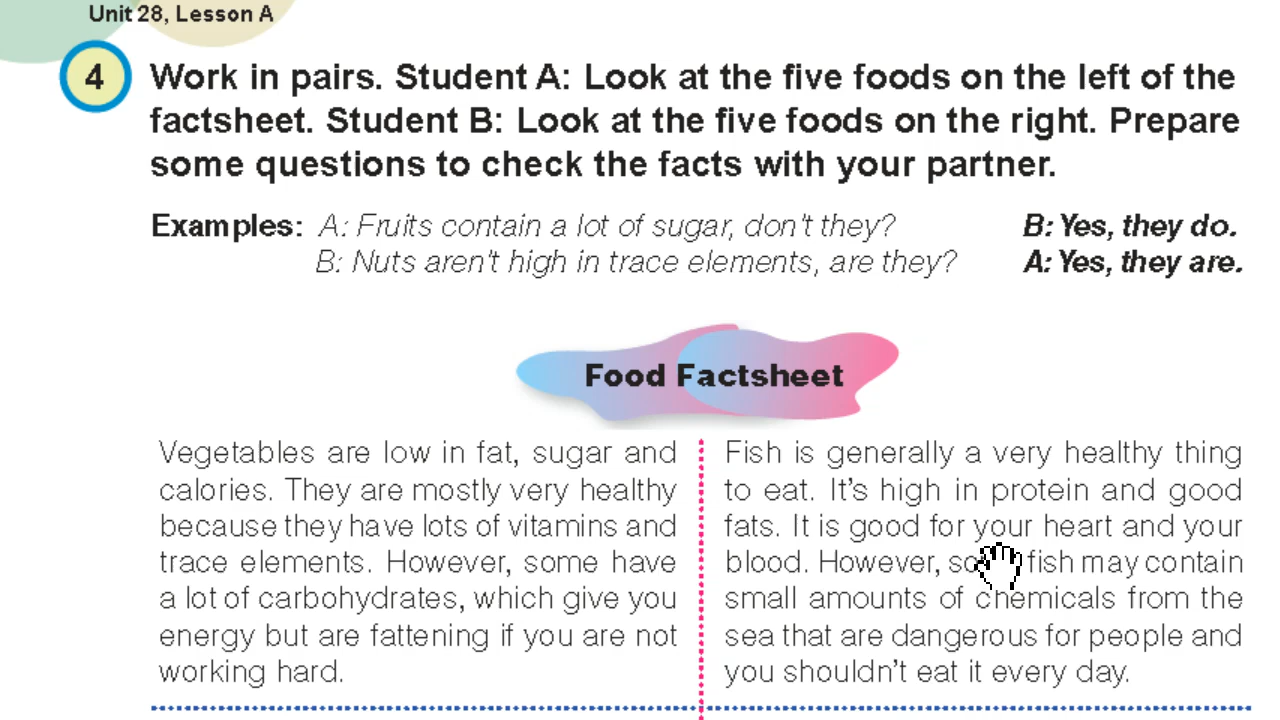 Unit 28, Lesson A
4
Work in pairs. Student A: Look at the five foods on the left of the
factsheet. Student B: Look at the five foods on the right. Prepare
some questions to check the facts with your partner.
Examples: A: Fruits contain a lot of sugar, don't they? B: Yes, they do.
B: Nuts aren't high in trace elements, are they? A: Yes, they are.
Food Factsheet
Vegetables are low in fat, sugar and
calories. They are mostly very healthy
because they have lots of vitamins and
trace elements. However, some have
a lot of carbohydrates, which give you
energy but are fattening if you are not
working hard.
Fish is generally a very healthy thing
to eat. It's high in protein and good
fats. It is good for your heart and your
blood. However, fish may contain
small amounts of chemicals from the
sea that are dangerous for people and
you shouldn't eat it every day.